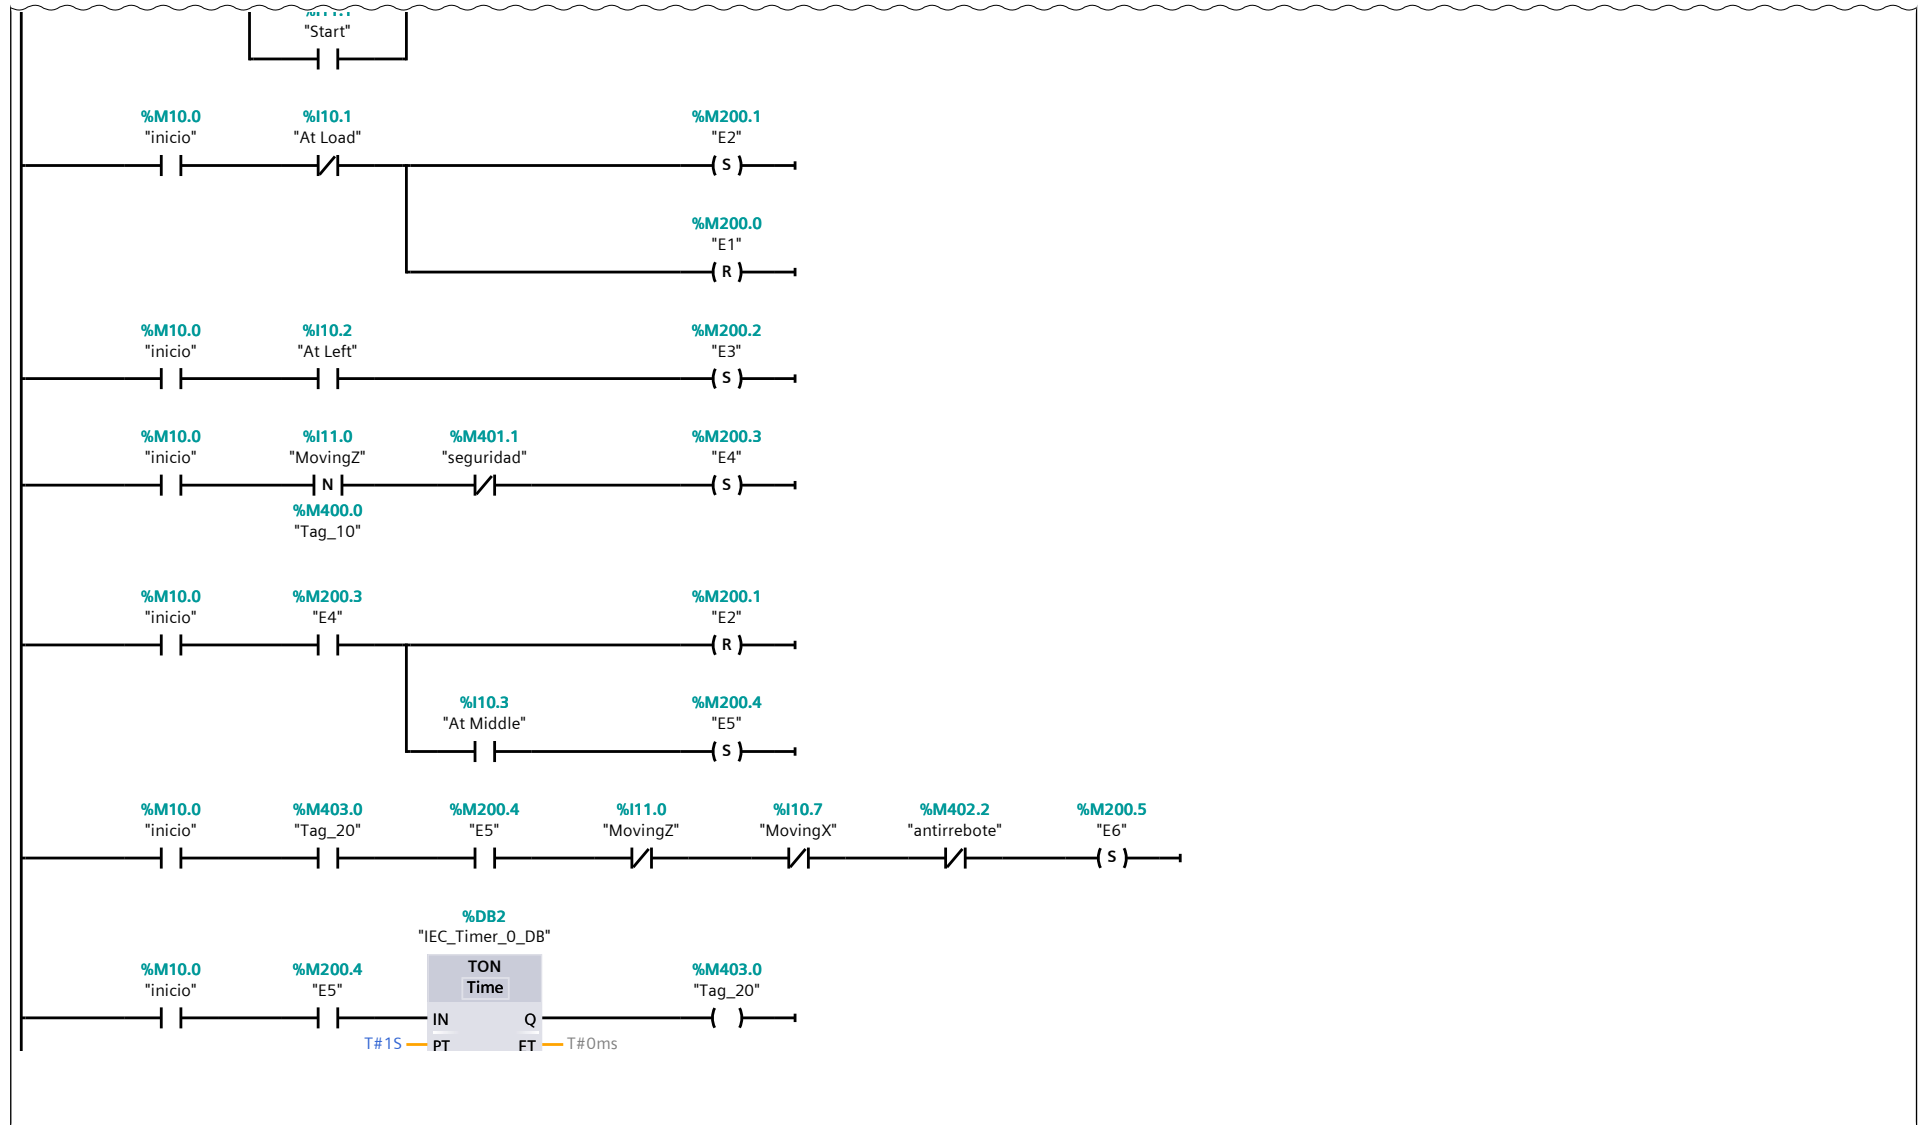 "Start"
%M10.0 %I10.1 %M200.1
"inicio" "At Load" "E2"
S
%M200.0
"E1"
R
%M10.0 %I10.2 %M200.2
"inicio" "At Left" "E3"
S
%M10.0 %I11.0 %M401.1 %M200.3
"inicio" "MovingZ" "seguridad" "E4"
N S
%M400.0
"Tag_10"
%M10.0 %M200.3 %M200.1
"inicio" "E4" "E2"
R
%I10.3 %M200.4
"At Middle" "E5"
S
%M10.0 %M403.0 %M200.4 %I11.0 %I10.7 %M402.2 %M200.5
"inicio" "Tag_20" "E5" "MovingZ" "MovingX" "antirrebote" "E6"
S
%DB2
"IEC_Timer_0_DB"
%M10.0 %M200.4 TON %M403.0
"inicio" "E5" Time "Tag_20"
IN Q
T#1S PT ET T#0ms